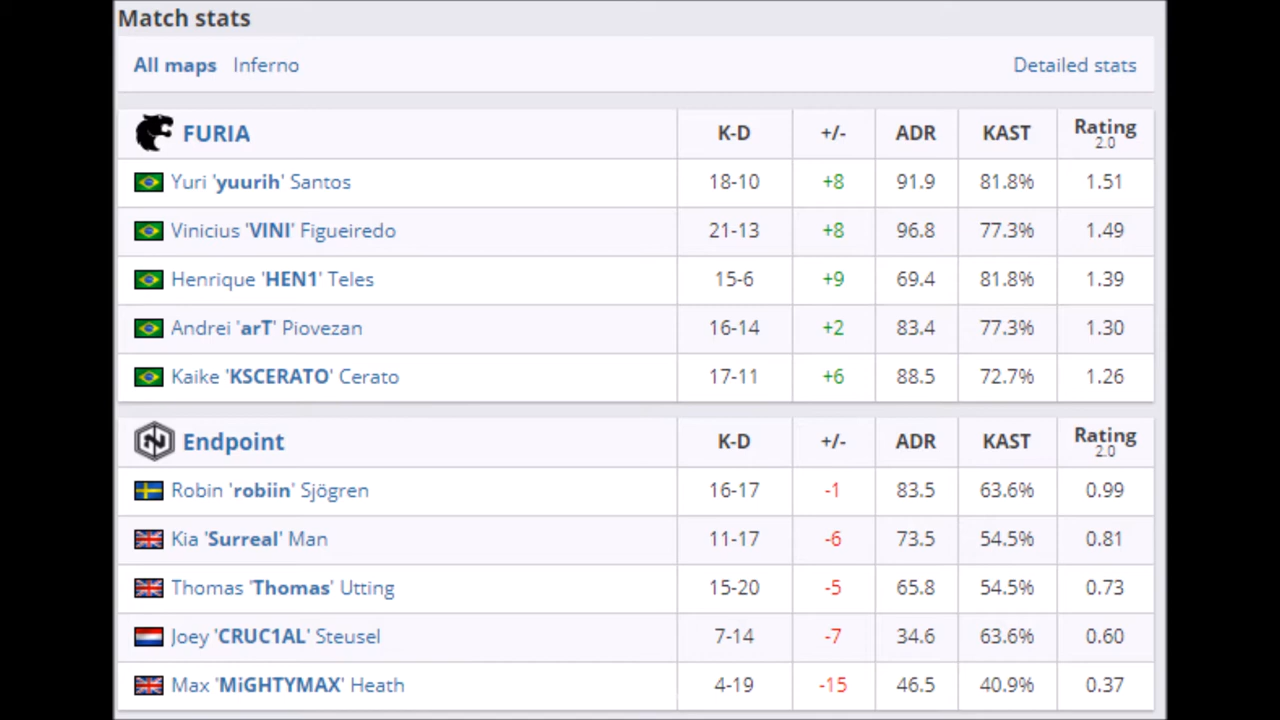 Match stats
All maps Inferno Detailed stats
FURIA K-D +/- ADR KAST Rating 2.0
Yuri 'yuurih' Santos 18-10 +8 91.9 81.8% 1.51
Vinicius 'VINI' Figueiredo 21-13 +8 96.8 77.3% 1.49
Henrique 'HEN1' Teles 15-6 +9 69.4 81.8% 1.39
Andrei 'arT' Piovezan 16-14 +2 83.4 77.3% 1.30
Kaike 'KSCERATO' Cerato 17-11 +6 88.5 72.7% 1.26
Endpoint K-D +/- ADR KAST Rating 2.0
Robin 'robiin' Sjögren 16-17 -1 83.5 63.6% 0.99
Kia 'Surreal' Man 11-17 -6 73.5 54.5% 0.81
Thomas 'Thomas' Utting 15-20 -5 65.8 54.5% 0.73
Joey 'CRUC1AL' Steusel 7-14 -7 34.6 63.6% 0.60
Max 'MiGHTYMAX' Heath 4-19 -15 46.5 40.9% 0.37